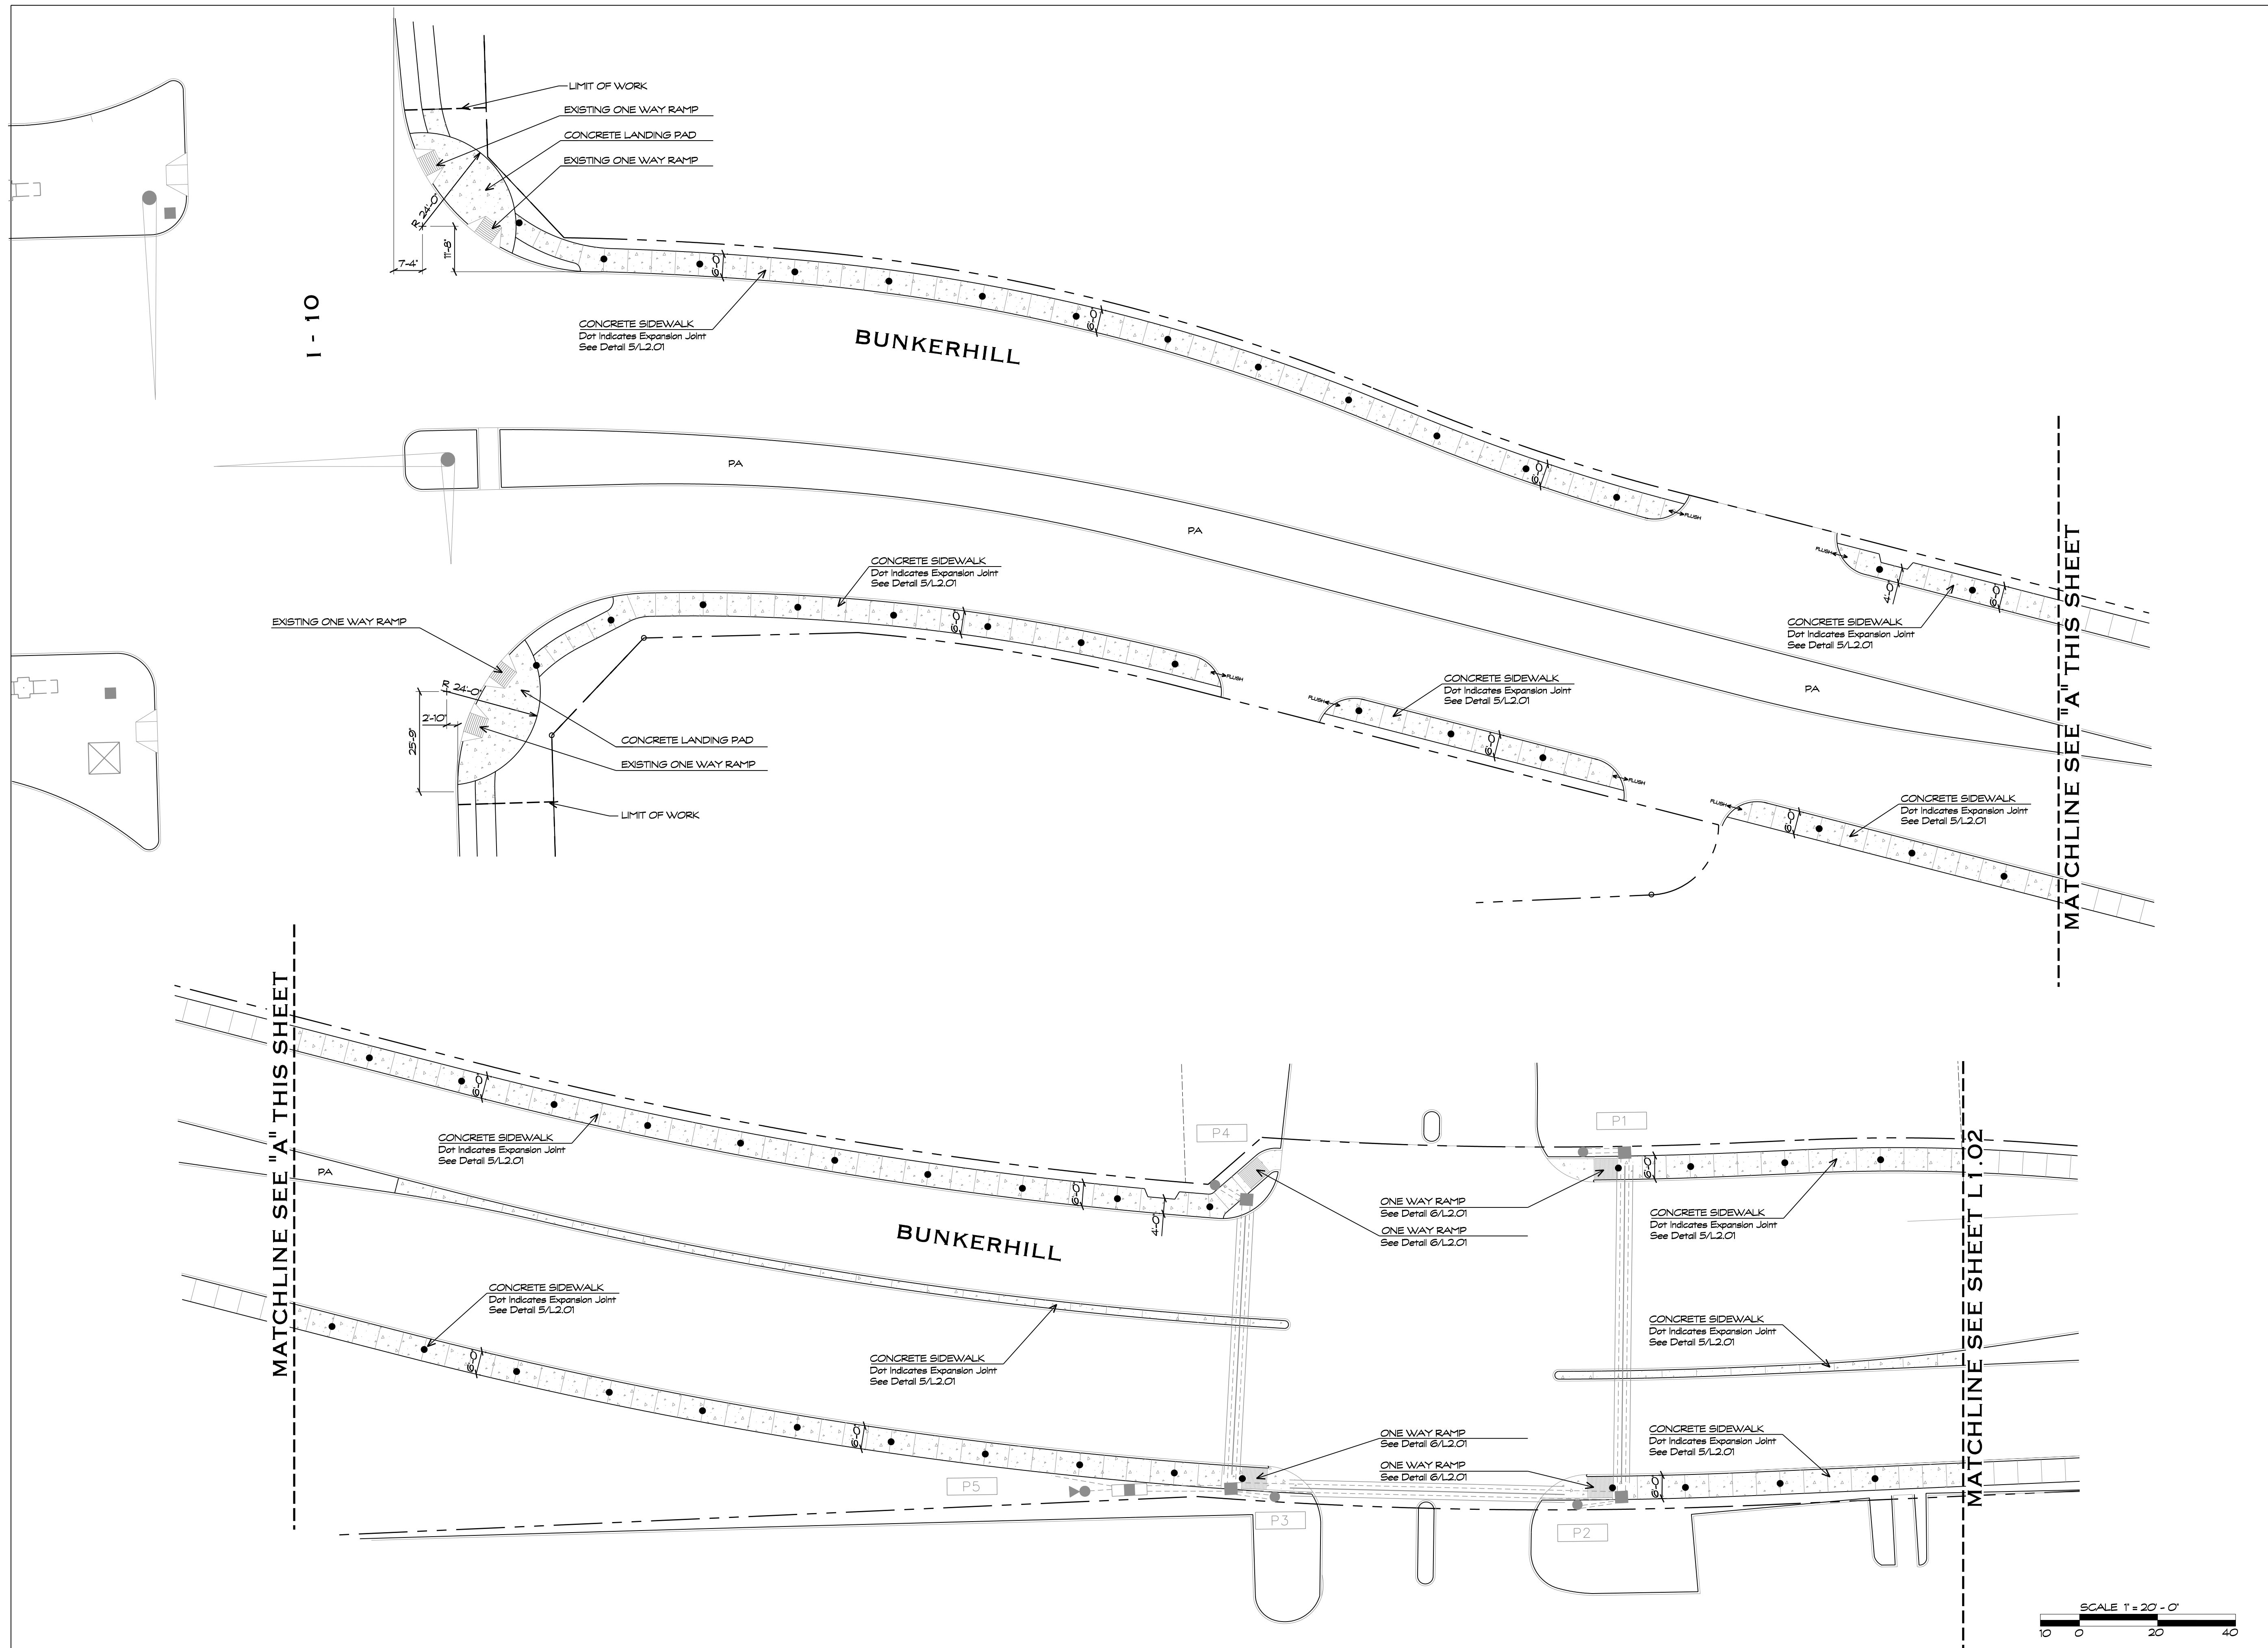 LIMIT OF WORK
EXISTING ONE WAY RAMP
CONCRETE LANDING PAD
EXISTING ONE WAY RAMP
R 24'-0"
11'-8"
7'-4"
6'-0"
I - 10
CONCRETE SIDEWALK
Dot Indicates Expansion Joint
See Detail 5/L2.01
BUNKERHILL
6'-0"
PA
6'-0"
FLUSH
PA
FLUSH
4'-0"
6'-0"
CONCRETE SIDEWALK
Dot Indicates Expansion Joint
See Detail 5/L2.01
CONCRETE SIDEWALK
Dot Indicates Expansion Joint
See Detail 5/L2.01
EXISTING ONE WAY RAMP
6'-0"
FLUSH
R 24'-0"
2'-10"
25'-9"
CONCRETE LANDING PAD
EXISTING ONE WAY RAMP
LIMIT OF WORK
FLUSH
CONCRETE SIDEWALK
Dot Indicates Expansion Joint
See Detail 5/L2.01
6'-0"
FLUSH
PA
FLUSH
6'-0"
CONCRETE SIDEWALK
Dot Indicates Expansion Joint
See Detail 5/L2.01
MATCHLINE SEE "A" THIS SHEET
MATCHLINE SEE "A" THIS SHEET
6'-0"
CONCRETE SIDEWALK
Dot Indicates Expansion Joint
See Detail 5/L2.01
PA
6'-0"
4'-0"
P4
P1
6'-0"
BUNKERHILL
ONE WAY RAMP
See Detail 6/L2.01
ONE WAY RAMP
See Detail 6/L2.01
CONCRETE SIDEWALK
Dot Indicates Expansion Joint
See Detail 5/L2.01
CONCRETE SIDEWALK
Dot Indicates Expansion Joint
See Detail 5/L2.01
6'-0"
CONCRETE SIDEWALK
Dot Indicates Expansion Joint
See Detail 5/L2.01
6'-0"
CONCRETE SIDEWALK
Dot Indicates Expansion Joint
See Detail 5/L2.01
ONE WAY RAMP
See Detail 6/L2.01
ONE WAY RAMP
See Detail 6/L2.01
CONCRETE SIDEWALK
Dot Indicates Expansion Joint
See Detail 5/L2.01
6'-0"
P5
P3
P2
MATCHLINE SEE SHEET L1.02
SCALE 1" = 20' - 0"
10 0 20 40